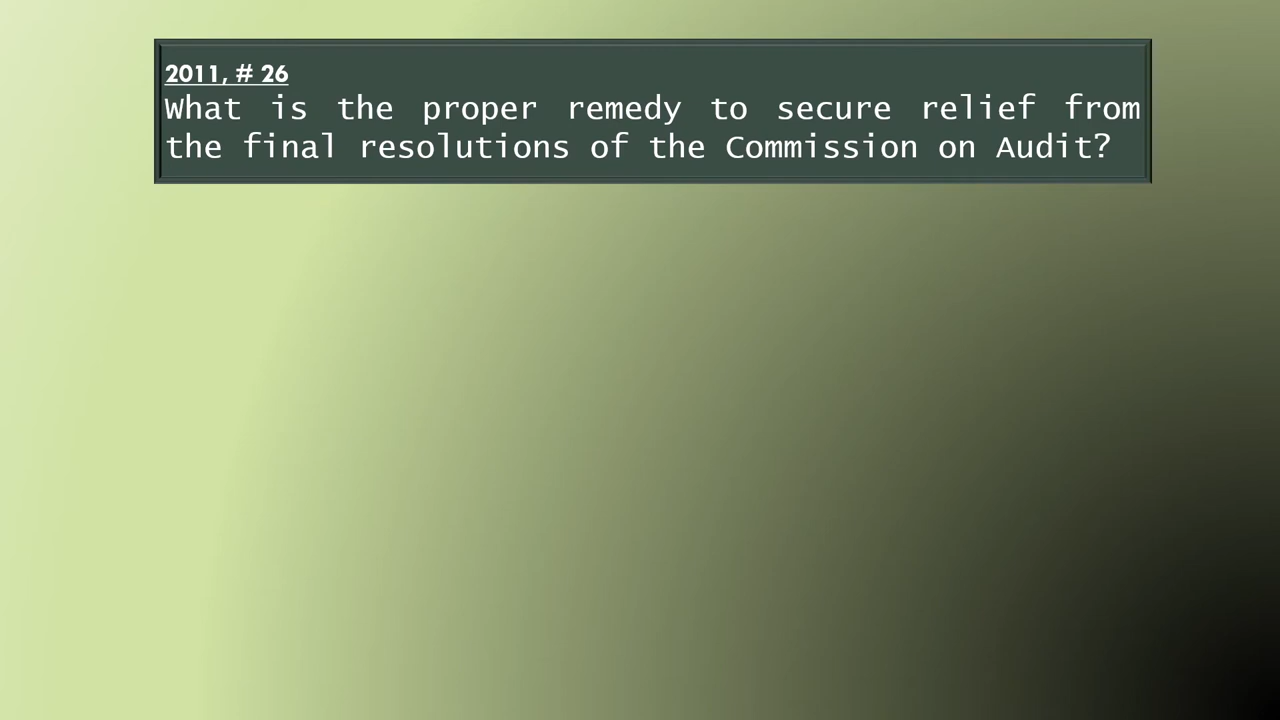 2011, # 26
What is the proper remedy to secure relief from
the final resolutions of the Commission on Audit?